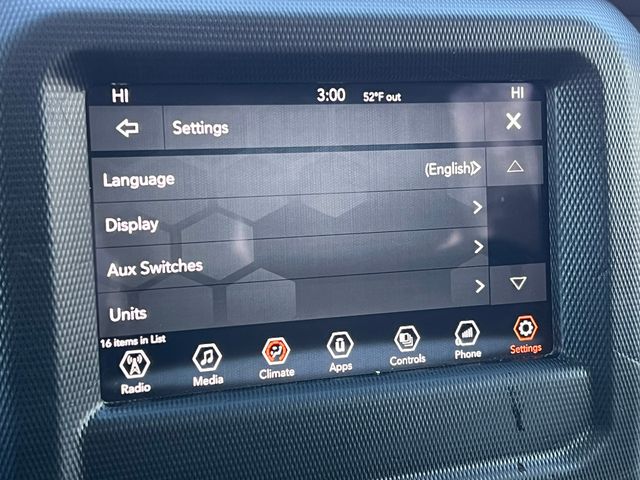 HI 3:00 52°F out HI
Settings X
Language (English)
Display
Aux Switches
Units
16 items in List
Radio Media Climate Apps Controls Phone Settings